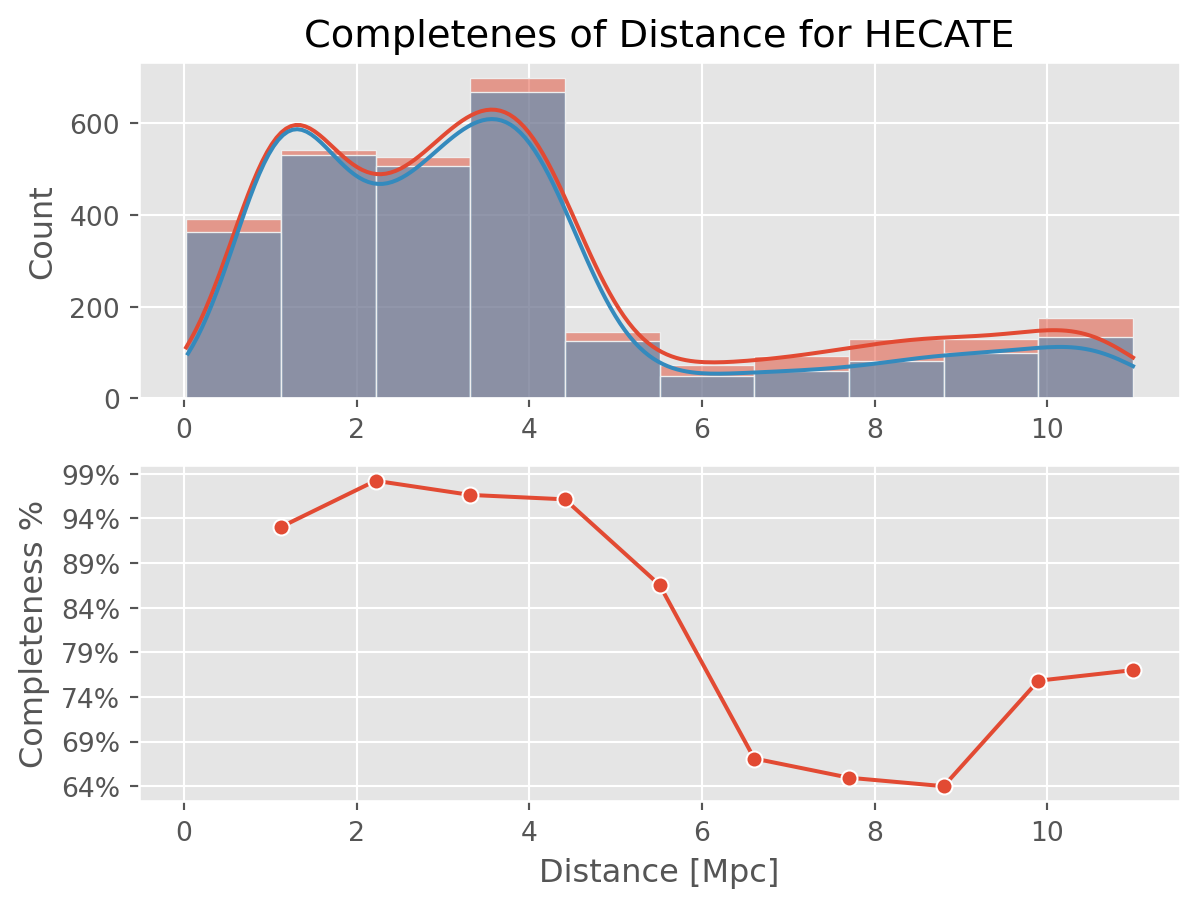 Completenes of Distance for HECATE
Count
600
400
200
0
0 2 4 6 8 10
Completeness %
99%
94%
89%
84%
79%
74%
69%
64%
0 2 4 6 8 10
Distance [Mpc]